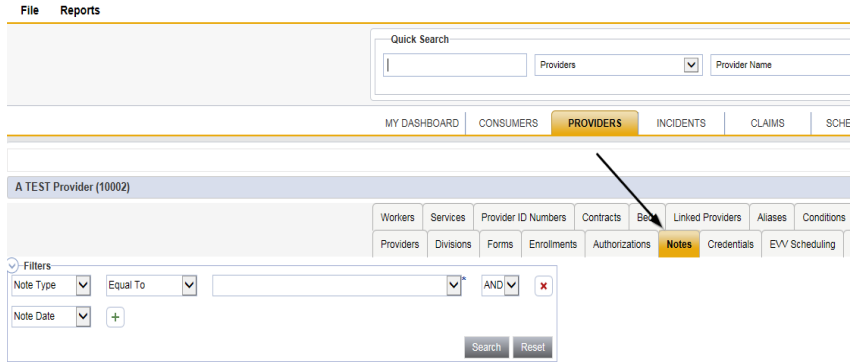 File Reports
Quick Search
Providers Provider Name
MY DASHBOARD CONSUMERS PROVIDERS INCIDENTS CLAIMS SCHE
A TEST Provider (10002)
Workers Services Provider ID Numbers Contracts Linked Providers Aliases Conditions
Providers Divisions Forms Enrollments Authorizations Notes Credentials EVV Scheduling
Filters
Note Type Equal To * AND x
Note Date +
Search Reset